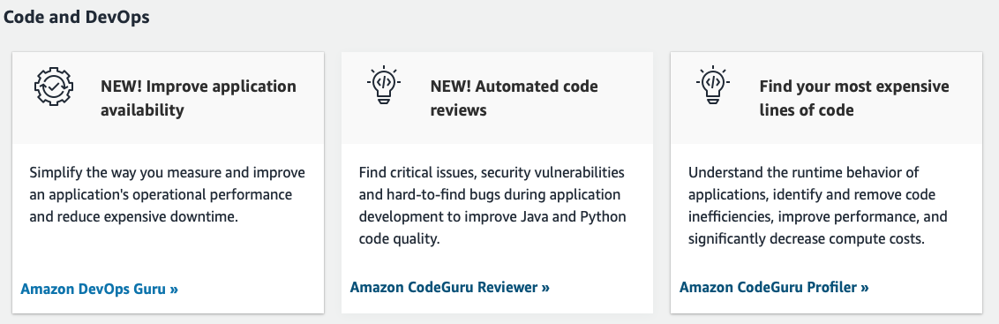 Code and DevOps
NEW! Improve application
availability
Simplify the way you measure and improve
an application's operational performance
and reduce expensive downtime.
Amazon DevOps Guru »
NEW! Automated code
reviews
Find critical issues, security vulnerabilities
and hard-to-find bugs during application
development to improve Java and Python
code quality.
Amazon CodeGuru Reviewer »
Find your most expensive
lines of code
Understand the runtime behavior of
applications, identify and remove code
inefficiencies, improve performance, and
significantly decrease compute costs.
Amazon CodeGuru Profiler »